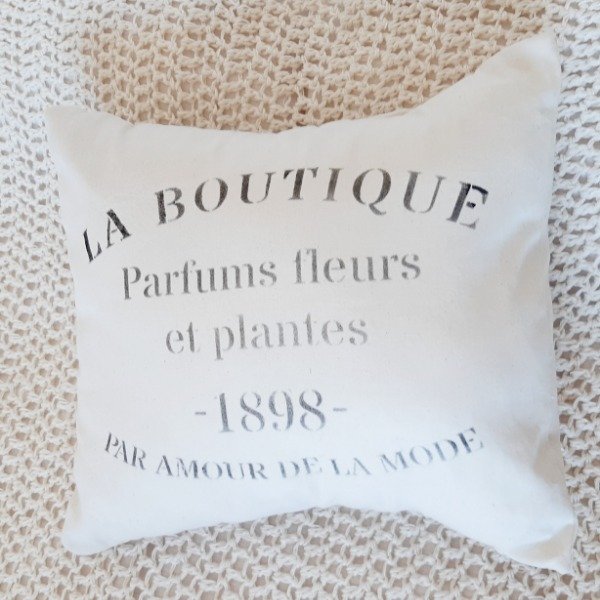 LA BOUTIQUE
Parfums fleurs
et plantes
-1898-
PAR AMOUR DE LA MODE